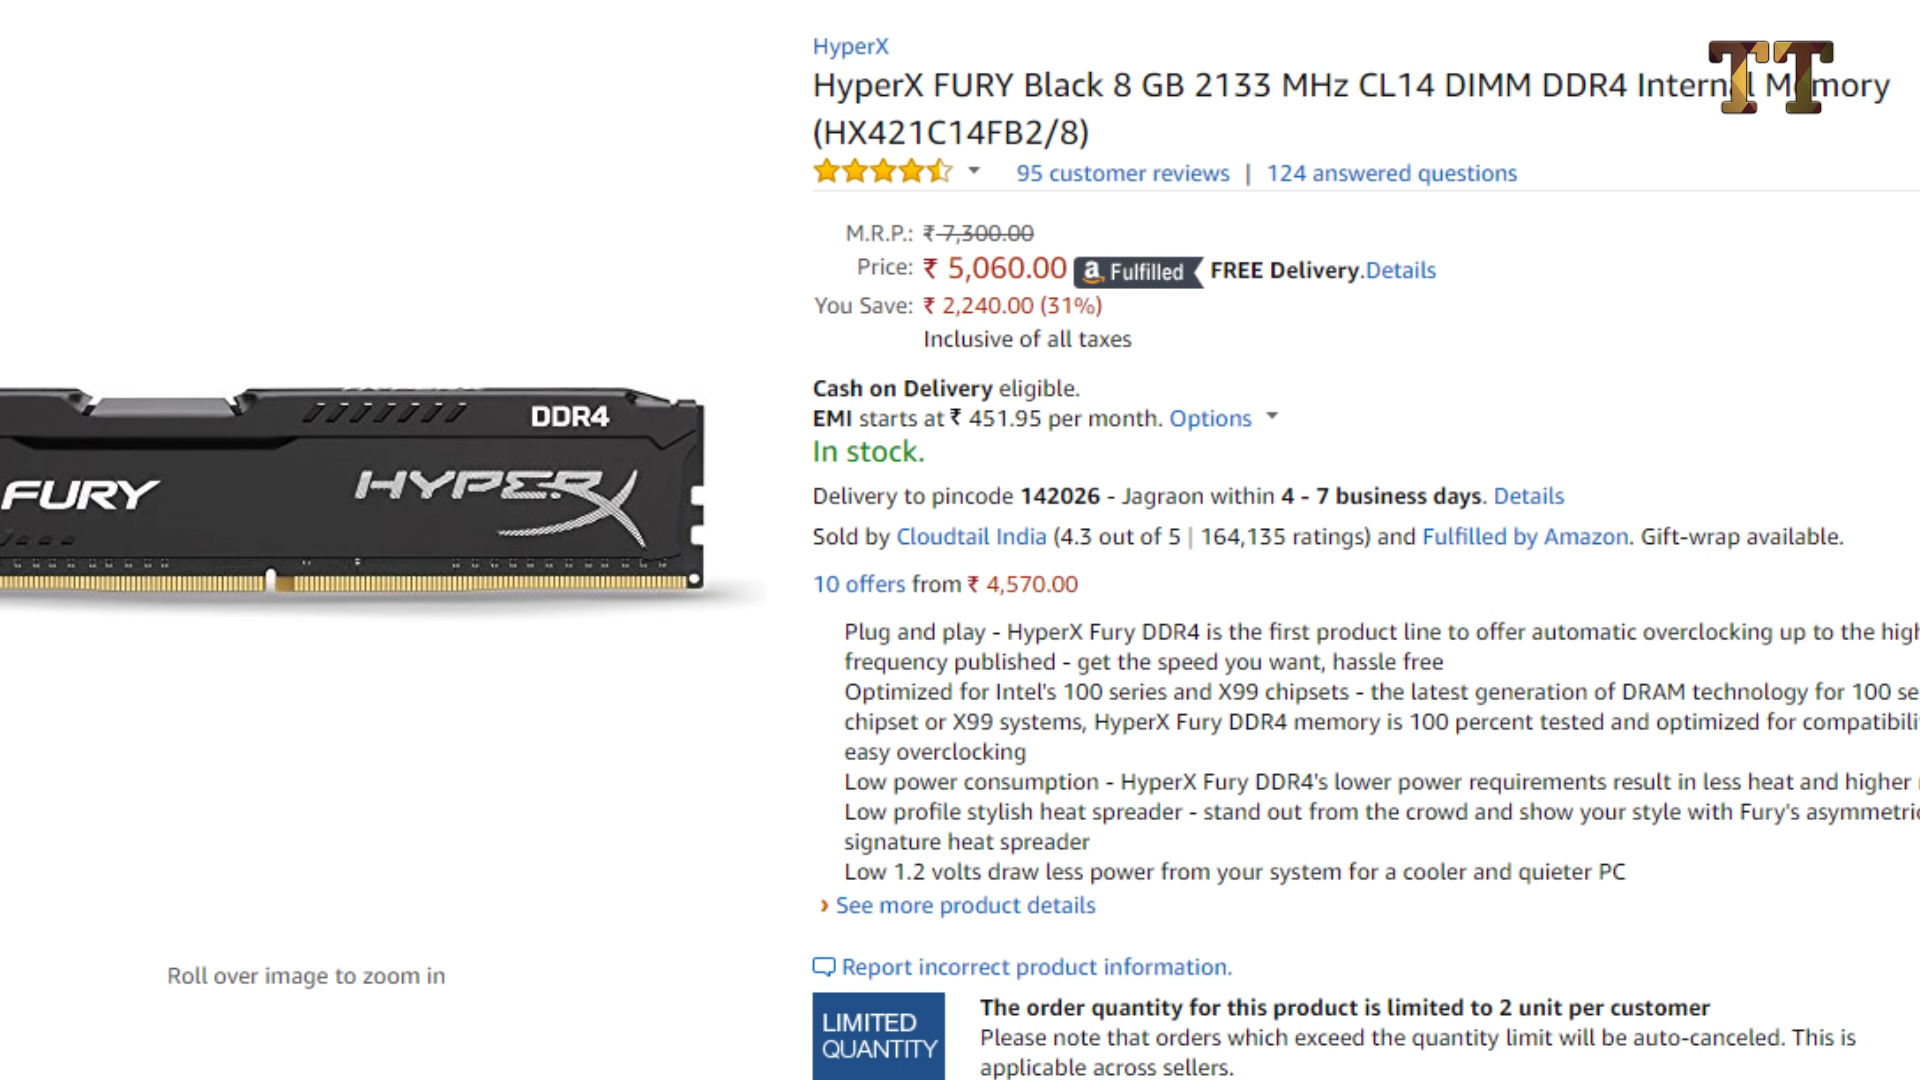 HyperX
HyperX FURY Black 8 GB 2133 MHz CL14 DIMM DDR4 Internal Memory
(HX421C14FB2/8)
TT
95 customer reviews | 124 answered questions
M.R.P.: ₹ 7,300.00
Price: ₹ 5,060.00 a Fulfilled FREE Delivery.Details
You Save: ₹ 2,240.00 (31%)
Inclusive of all taxes
Cash on Delivery eligible.
EMI starts at ₹ 451.95 per month. Options
In stock.
Delivery to pincode 142026 - Jagraon within 4 - 7 business days. Details
Sold by Cloudtail India (4.3 out of 5 | 164,135 ratings) and Fulfilled by Amazon. Gift-wrap available.
10 offers from ₹ 4,570.00
Plug and play - HyperX Fury DDR4 is the first product line to offer automatic overclocking up to the high
frequency published - get the speed you want, hassle free
Optimized for Intel's 100 series and X99 chipsets - the latest generation of DRAM technology for 100 se
chipset or X99 systems, HyperX Fury DDR4 memory is 100 percent tested and optimized for compatibili
easy overclocking
Low power consumption - HyperX Fury DDR4's lower power requirements result in less heat and higher
Low profile stylish heat spreader - stand out from the crowd and show your style with Fury's asymmetric
signature heat spreader
Low 1.2 volts draw less power from your system for a cooler and quieter PC
› See more product details
Report incorrect product information.
LIMITED
QUANTITY
The order quantity for this product is limited to 2 unit per customer
Please note that orders which exceed the quantity limit will be auto-canceled. This is
applicable across sellers.
DDR4
FURY
HYPERX
Roll over image to zoom in